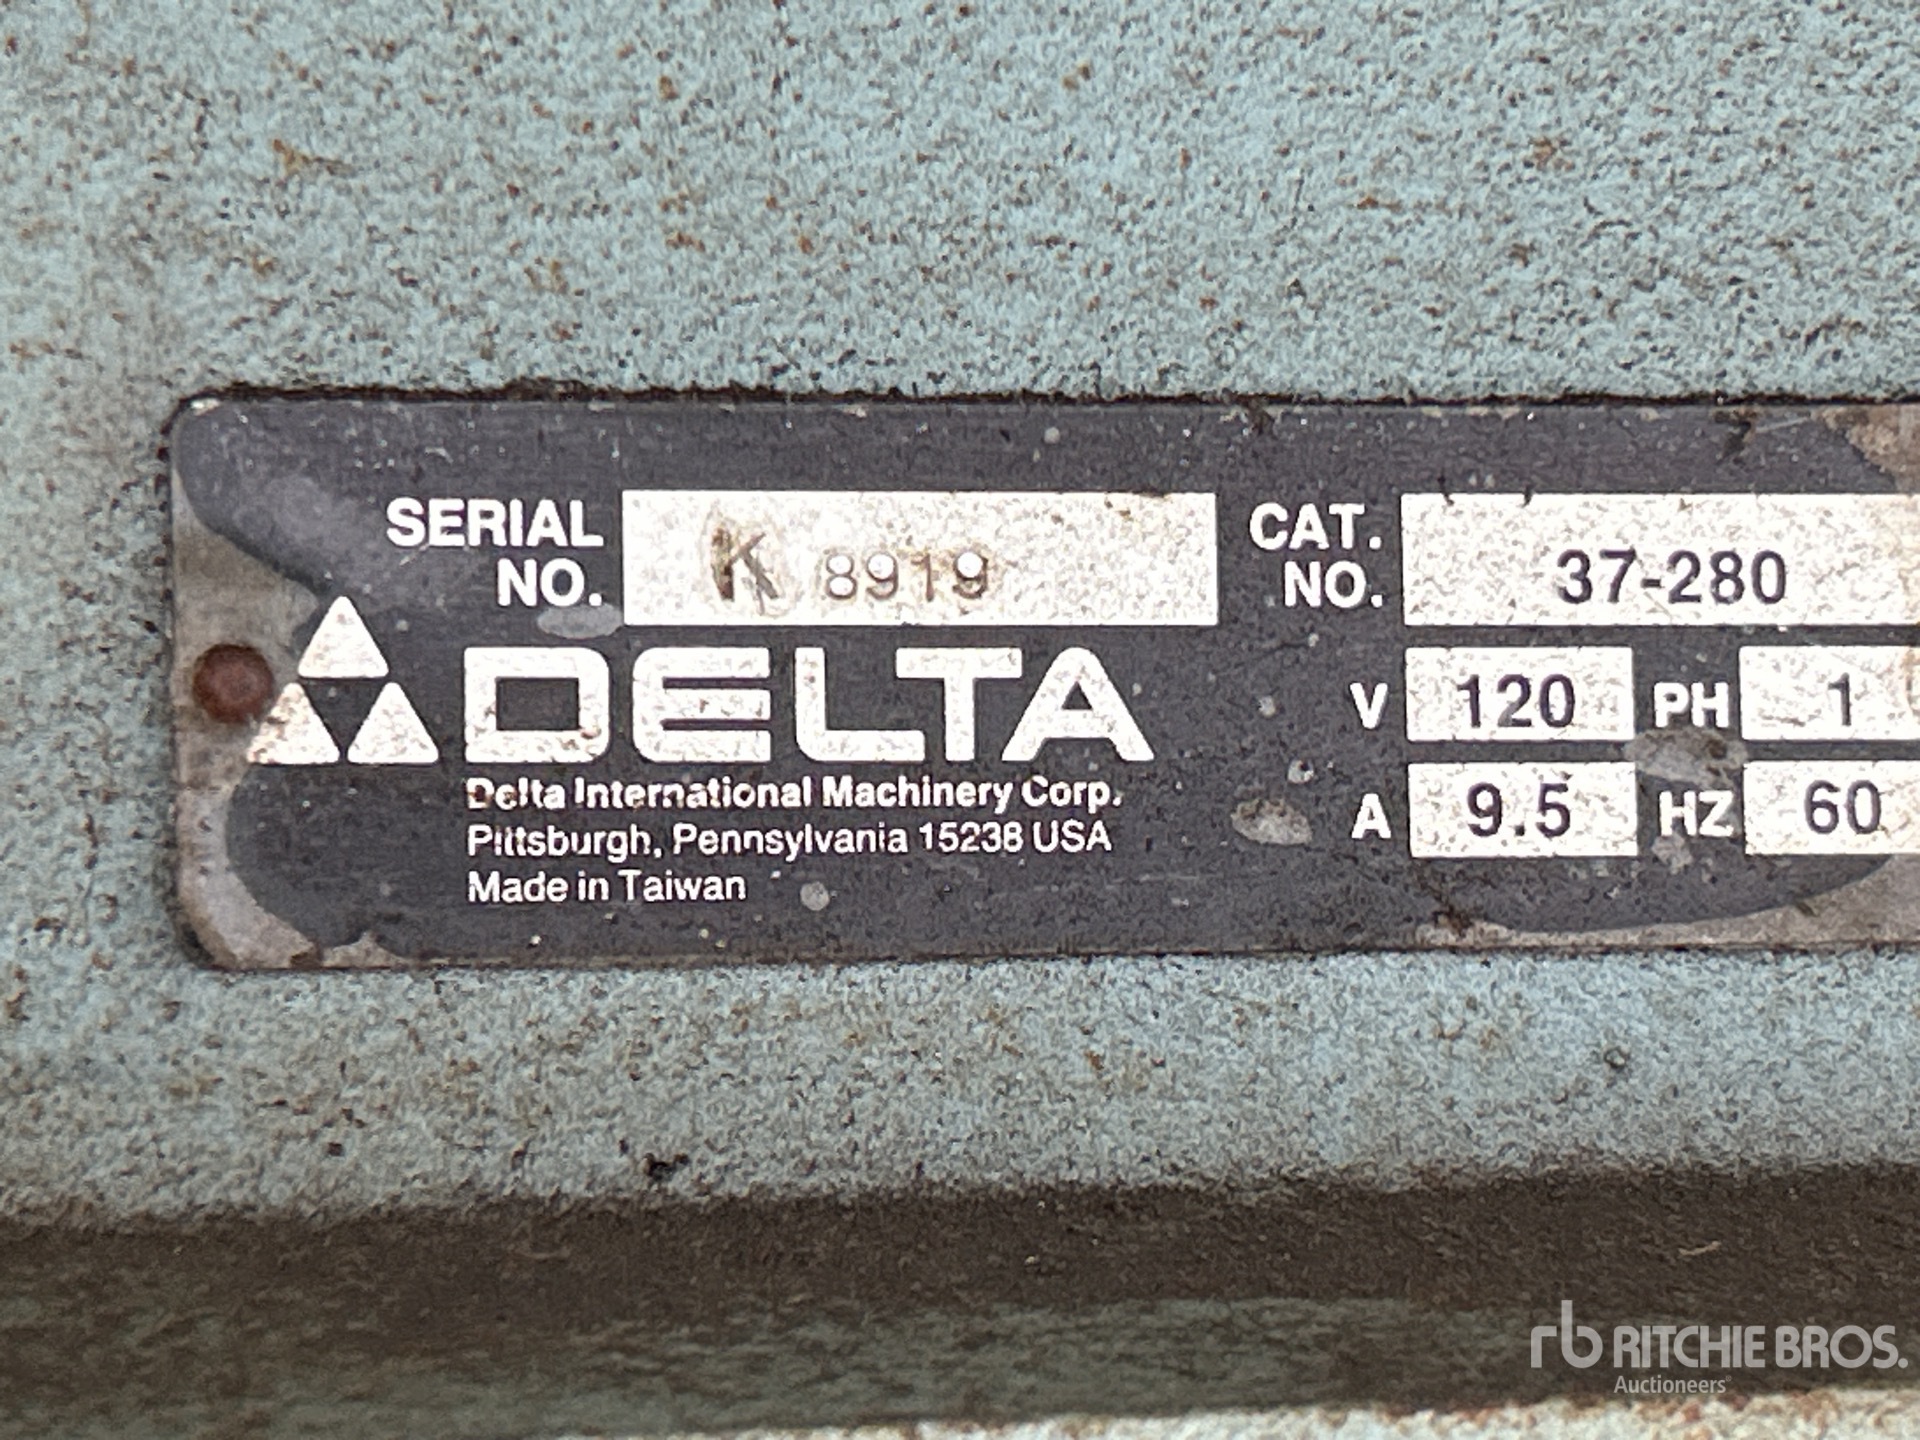 SERIAL NO. K 8919
CAT. NO. 37-280
DELTA
V 120 PH 1
Delta International Machinery Corp.
A 9.5 HZ 60
Pittsburgh, Pennsylvania 15238 USA
Made in Taiwan
rb RITCHIE BROS.
Auctioneers